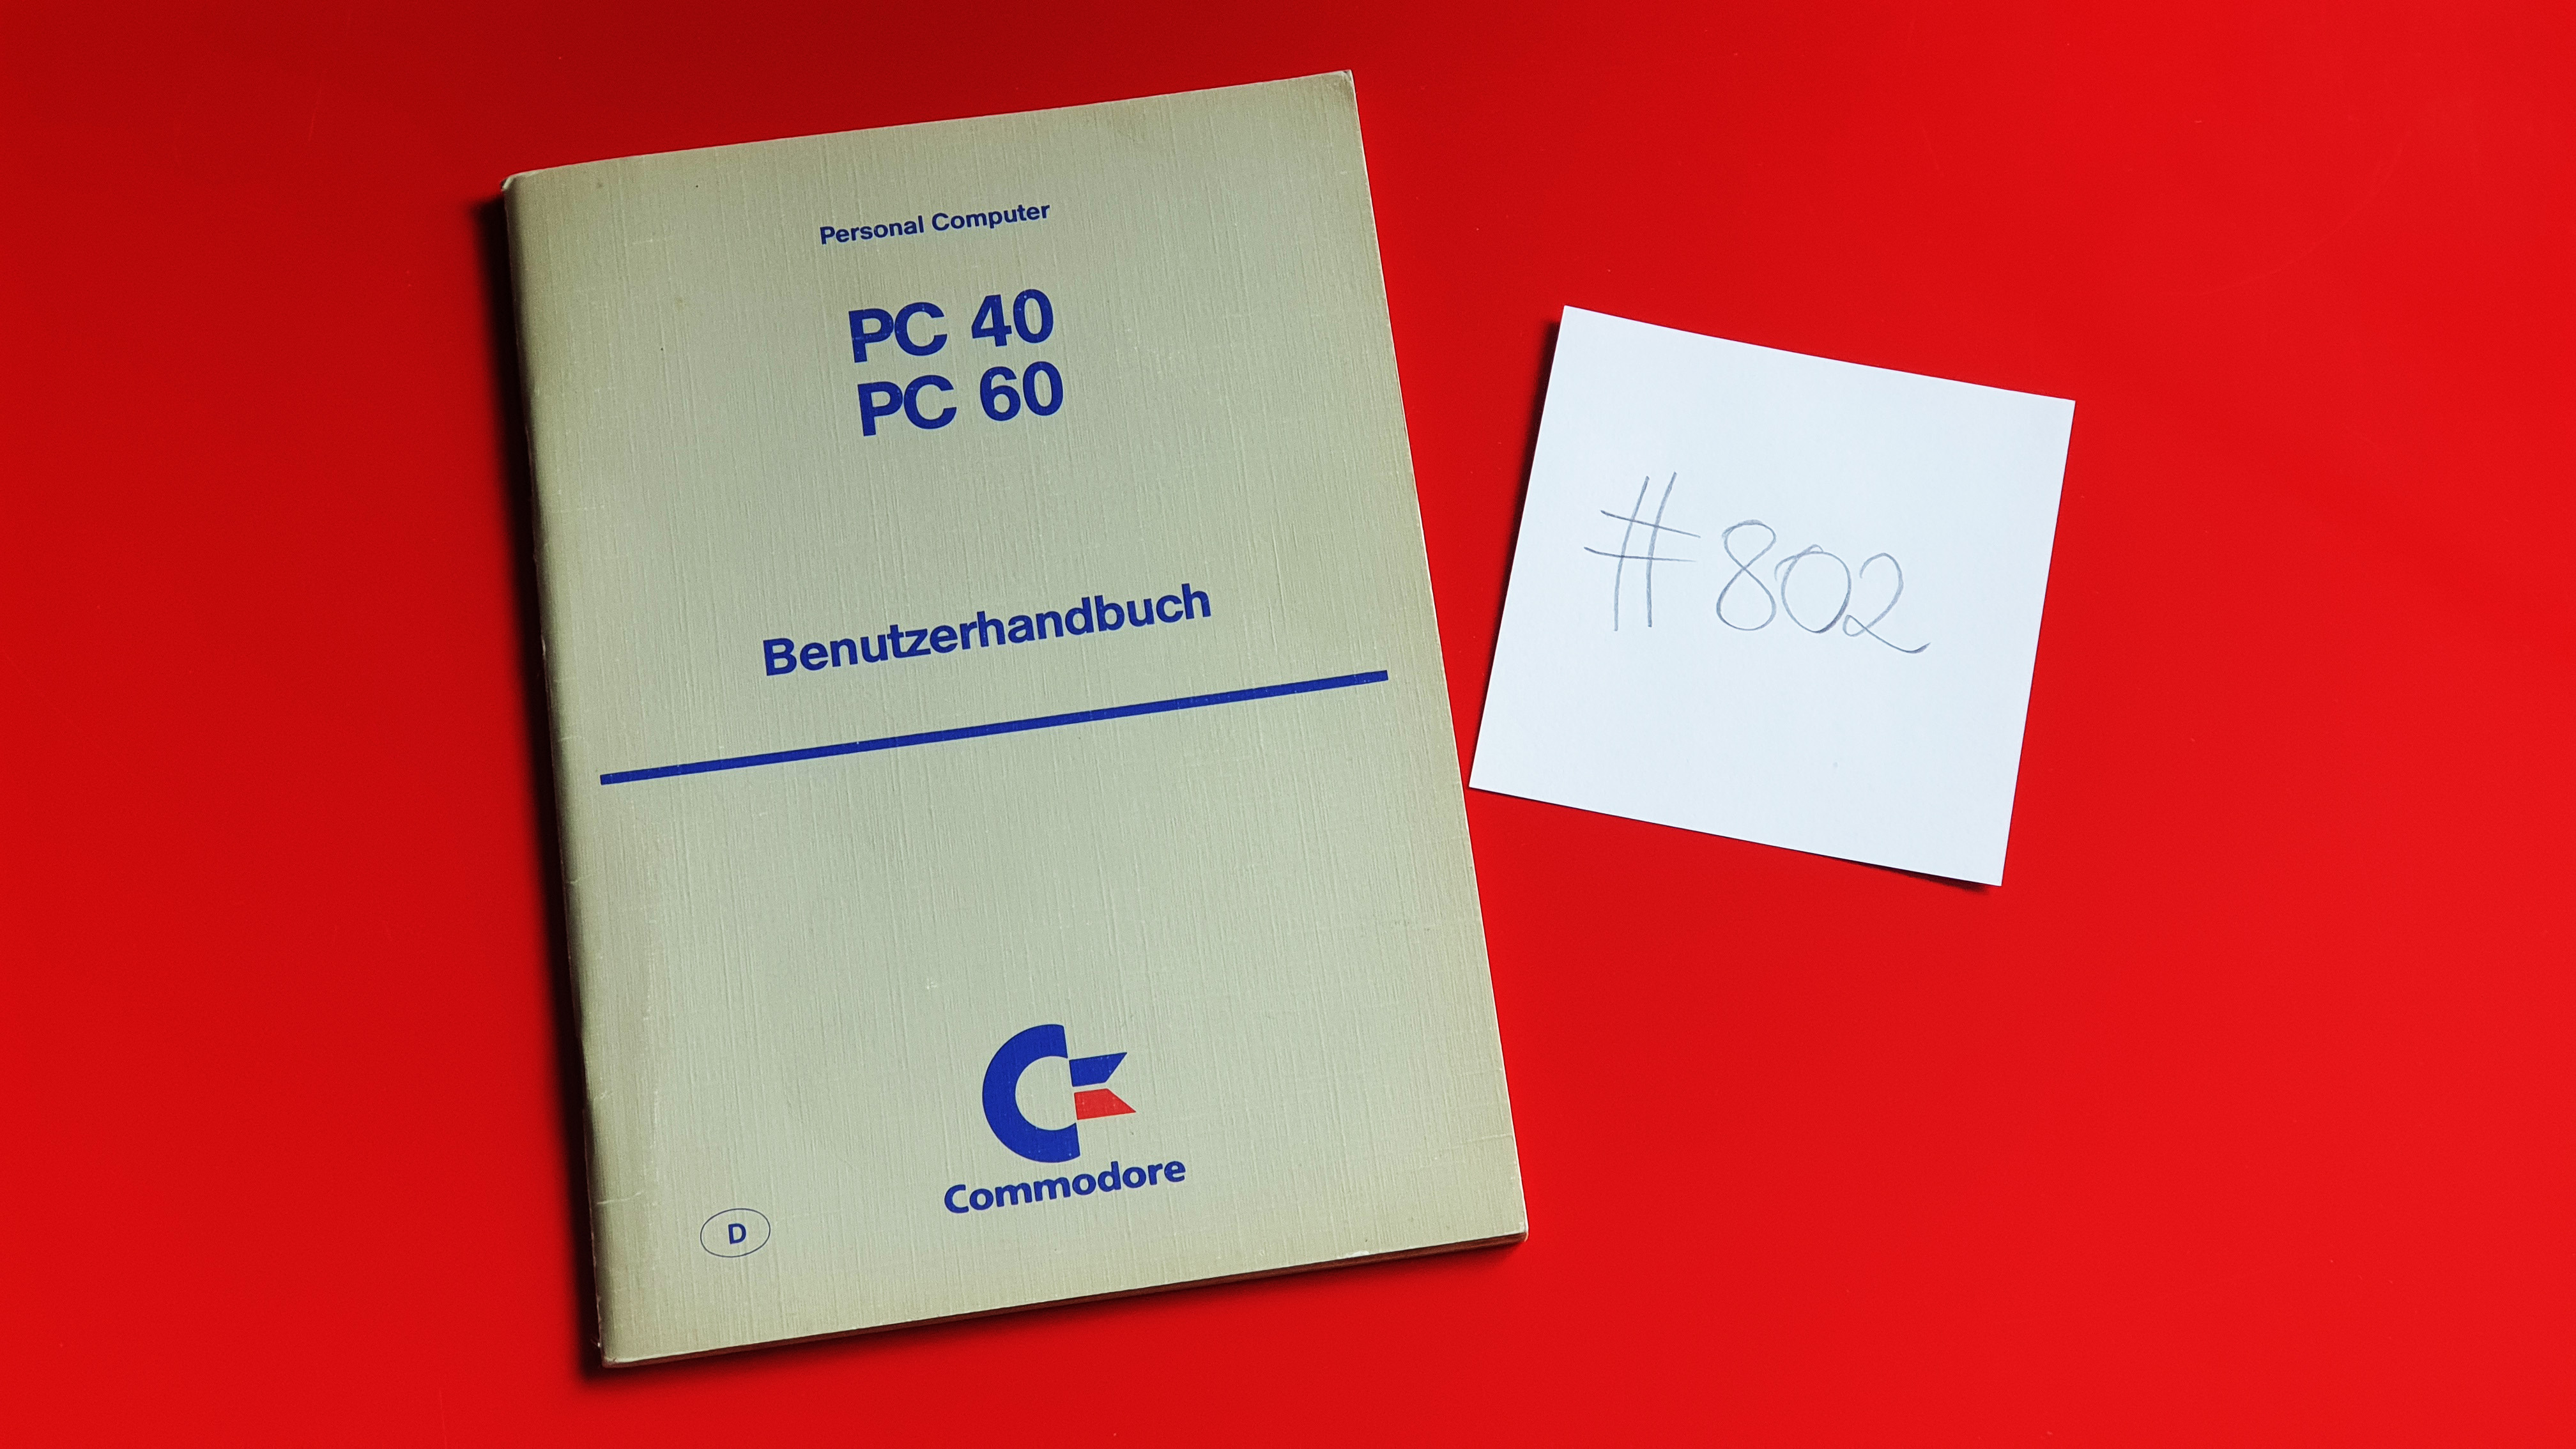 Personal Computer
PC 40
PC 60
Benutzerhandbuch
Commodore
D
#802